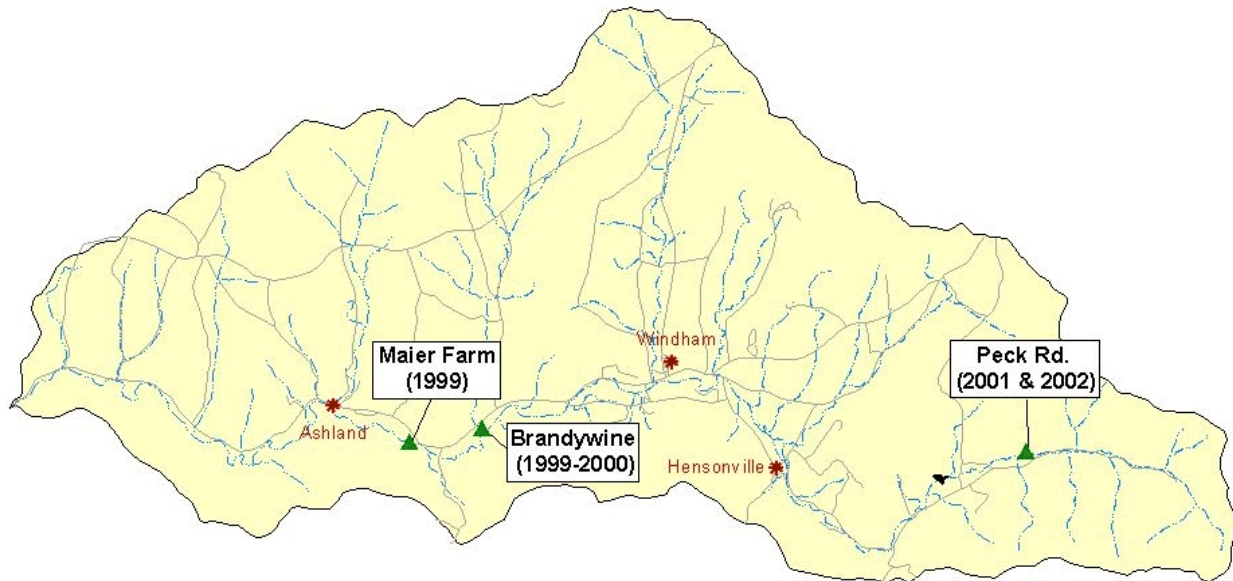 Windham
Maier Farm
(1999)
Peck Rd.
(2001 & 2002)
Ashland
Brandywine
(1999-2000)
Hensonville